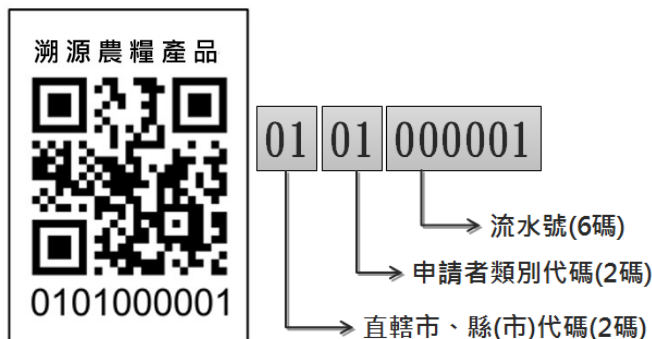 溯源農糧產品
0101000001
01 01 000001
流水號(6碼)
申請者類別代碼(2碼)
直轄市、縣(市)代碼(2碼)